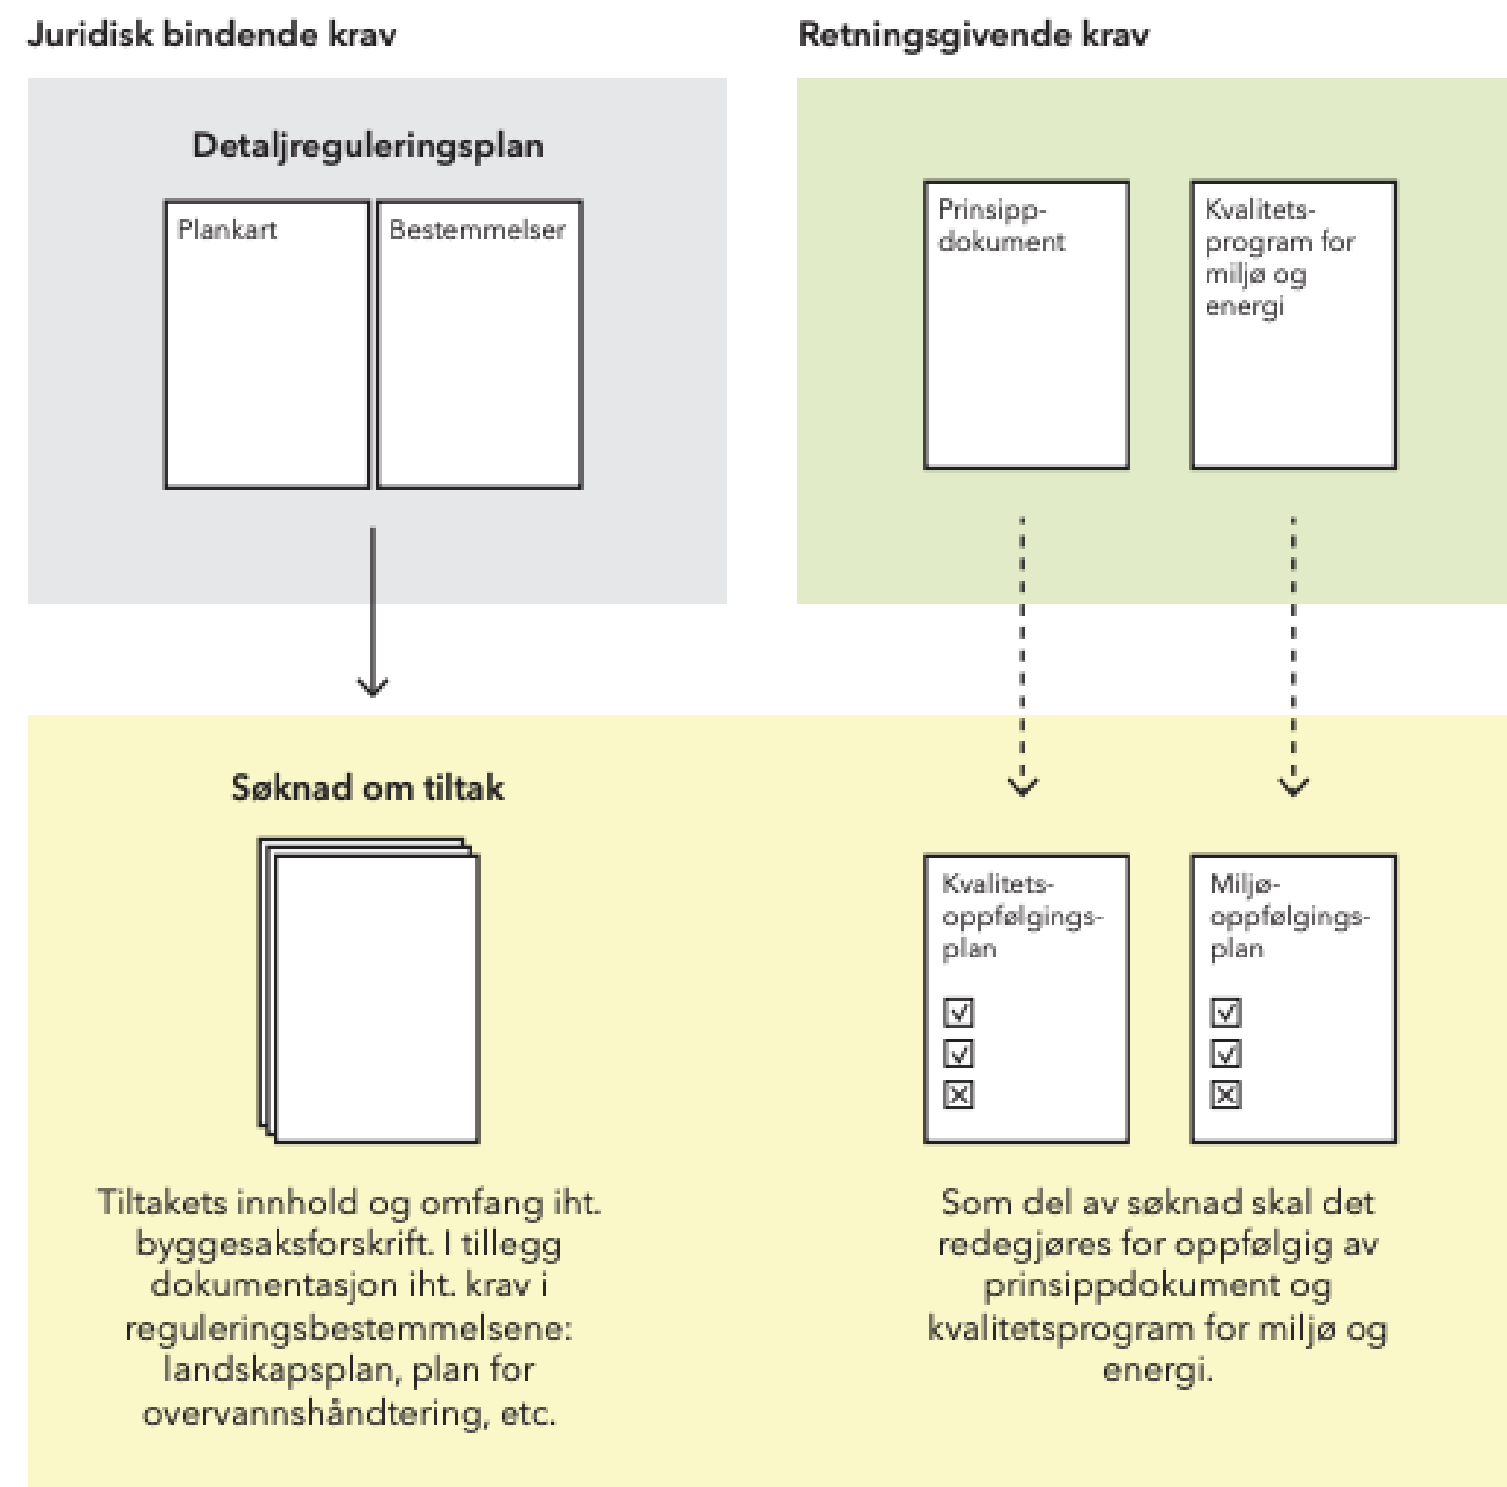 Juridisk bindende krav
Detaljreguleringsplan
Plankart
Bestemmelser
Retningsgivende krav
Prinsipp-
dokument
Kvalitets-
program for
miljø og
energi
Søknad om tiltak
Tiltakets innhold og omfang iht.
byggesaksforskrift. I tillegg
dokumentasjon iht. krav i
reguleringsbestemmelsene:
landskapsplan, plan for
overvannshåndtering, etc.
Kvalitets-
oppfølgings-
plan
Miljø-
oppfølgings-
plan
Som del av søknad skal det
redegjøres for oppfølgig av
prinsippdokument og
kvalitetsprogram for miljø og
energi.